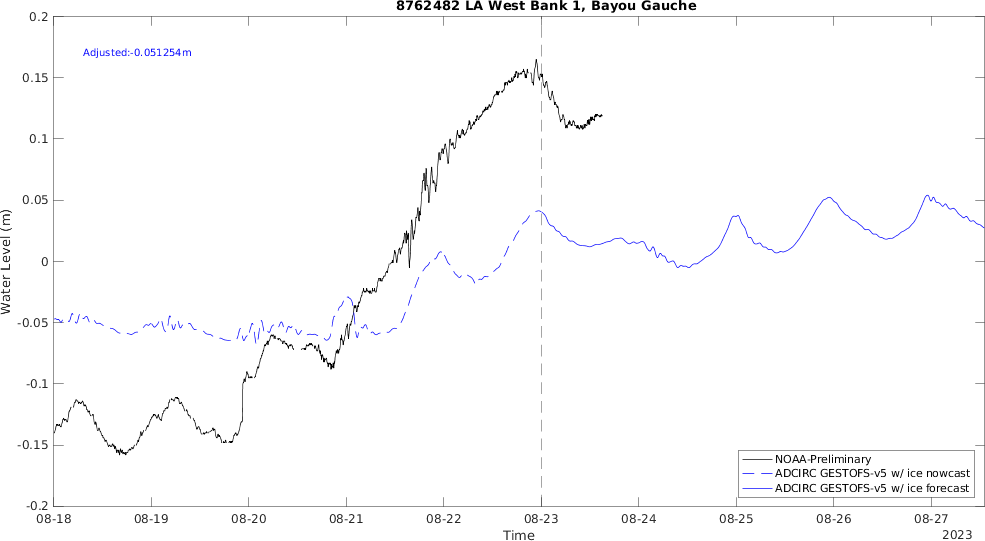 8762482 LA West Bank 1, Bayou Gauche
Adjusted:-0.051254m
0.2
0.15
0.1
0.05
0
-0.05
-0.1
-0.15
-0.2
Water Level (m)
NOAA-Preliminary
ADCIRC GESTOFS-v5 w/ ice nowcast
ADCIRC GESTOFS-v5 w/ ice forecast
08-18 08-19 08-20 08-21 08-22 08-23 08-24 08-25 08-26 08-27
Time
2023